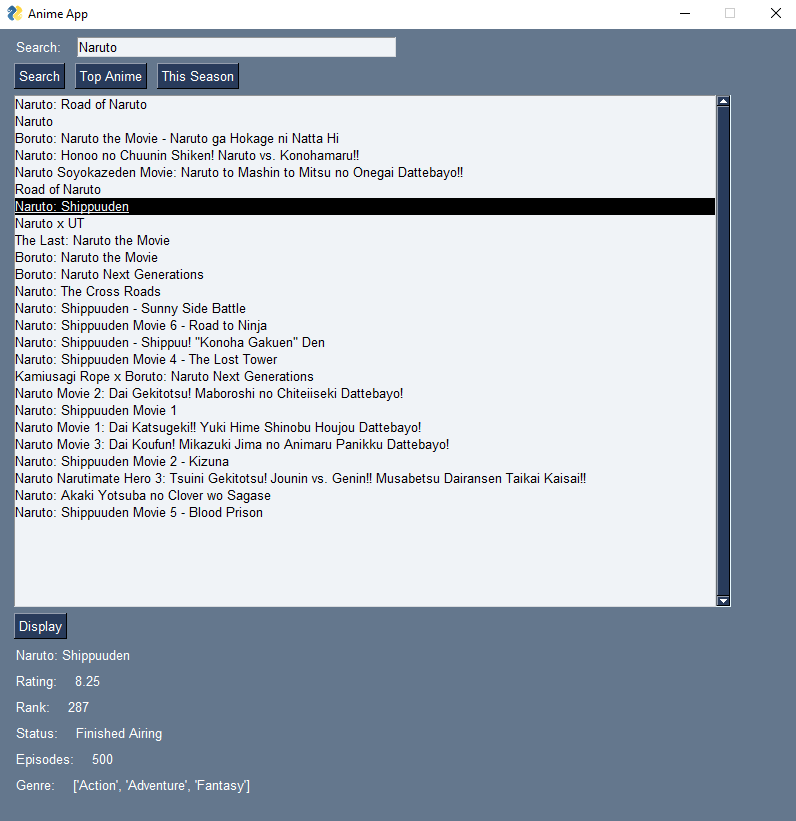 Anime App
Search: Naruto
Search Top Anime This Season
Naruto: Road of Naruto
Naruto
Boruto: Naruto the Movie - Naruto ga Hokage ni Natta Hi
Naruto: Honoo no Chuunin Shiken! Naruto vs. Konohamaru!!
Naruto Soyokazeden Movie: Naruto to Mashin to Mitsu no Onegai Dattebayo!!
Road of Naruto
Naruto: Shippuuden
Naruto x UT
The Last: Naruto the Movie
Boruto: Naruto the Movie
Boruto: Naruto Next Generations
Naruto: The Cross Roads
Naruto: Shippuuden - Sunny Side Battle
Naruto: Shippuuden Movie 6 - Road to Ninja
Naruto: Shippuuden - Shippuu! "Konoha Gakuen" Den
Naruto: Shippuuden Movie 4 - The Lost Tower
Kamiusagi Rope x Boruto: Naruto Next Generations
Naruto Movie 2: Dai Gekitotsu! Maboroshi no Chiteiiseki Dattebayo!
Naruto: Shippuuden Movie 1
Naruto Movie 1: Dai Katsugeki!! Yuki Hime Shinobu Houjou Dattebayo!
Naruto Movie 3: Dai Koufun! Mikazuki Jima no Animaru Panikku Dattebayo!
Naruto: Shippuuden Movie 2 - Kizuna
Naruto Narutimate Hero 3: Tsuini Gekitotsu! Jounin vs. Genin!! Musabetsu Dairansen Taikai Kaisai!!
Naruto: Akaki Yotsuba no Clover wo Sagase
Naruto: Shippuuden Movie 5 - Blood Prison
Display
Naruto: Shippuuden
Rating: 8.25
Rank: 287
Status: Finished Airing
Episodes: 500
Genre: ['Action', 'Adventure', 'Fantasy']